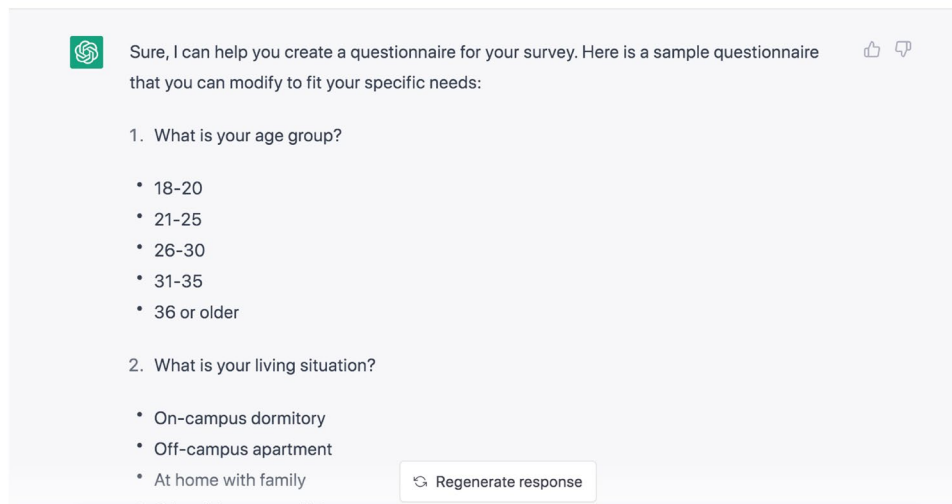 Sure, I can help you create a questionnaire for your survey. Here is a sample questionnaire
that you can modify to fit your specific needs:
1. What is your age group?
• 18-20
• 21-25
• 26-30
• 31-35
• 36 or older
2. What is your living situation?
• On-campus dormitory
• Off-campus apartment
• At home with family
Regenerate response